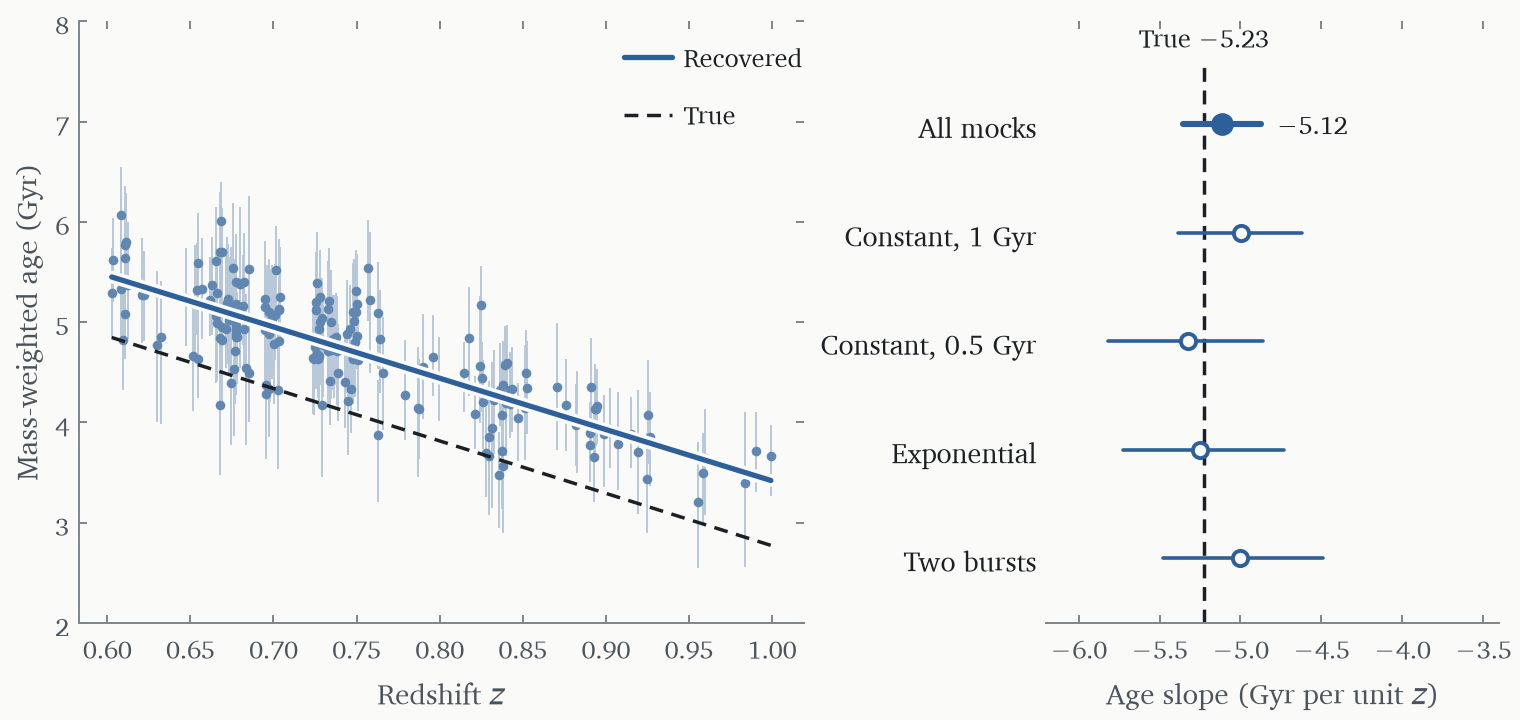 8
7
6
5
4
3
2
Mass-weighted age (Gyr)
Recovered
True
0.60 0.65 0.70 0.75 0.80 0.85 0.90 0.95 1.00
Redshift z
True −5.23
All mocks
−5.12
Constant, 1 Gyr
Constant, 0.5 Gyr
Exponential
Two bursts
−6.0 −5.5 −5.0 −4.5 −4.0 −3.5
Age slope (Gyr per unit z)